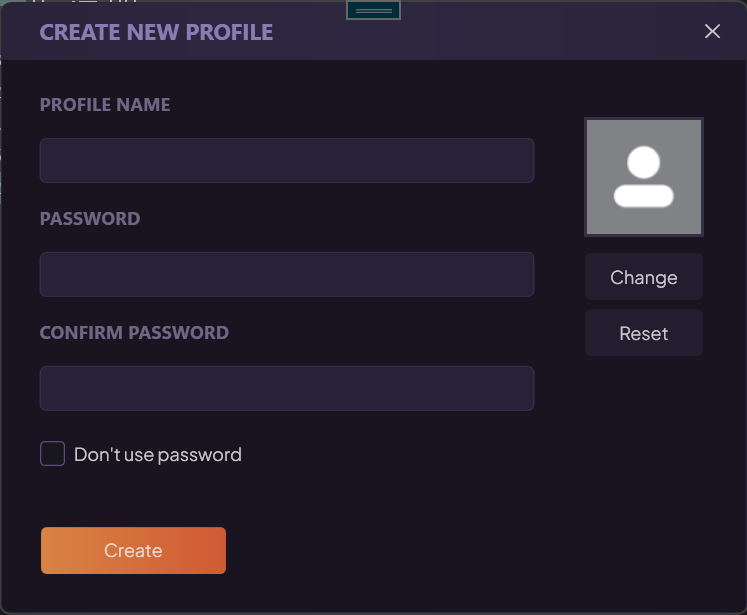 CREATE NEW PROFILE
PROFILE NAME
PASSWORD
Change
CONFIRM PASSWORD
Reset
Don't use password
Create